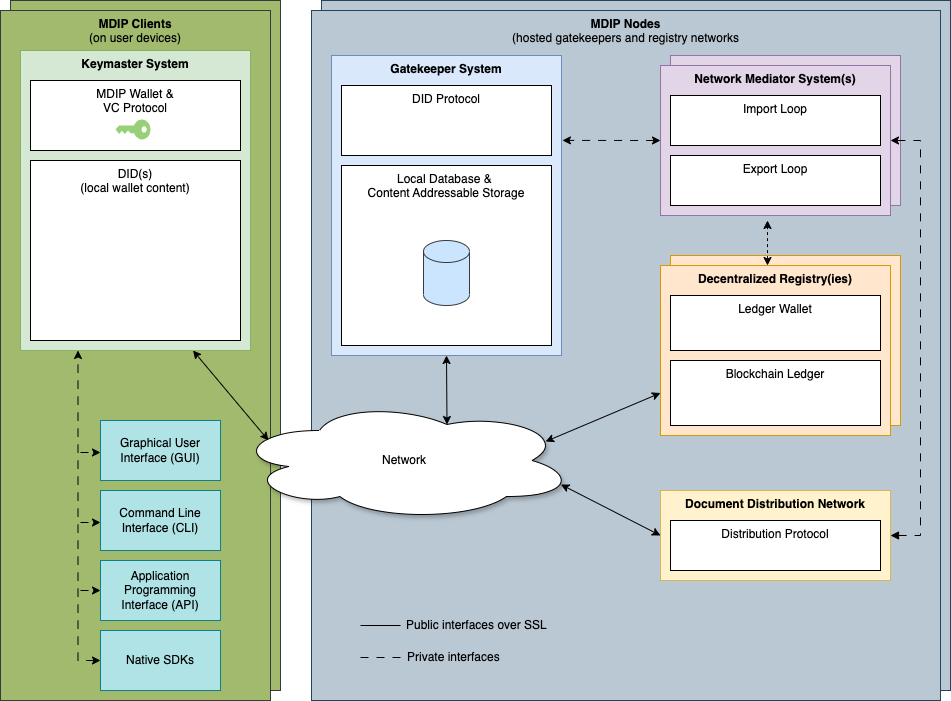 MDIP Clients
(on user devices)
Keymaster System
MDIP Wallet &
VC Protocol
DID(s)
(local wallet content)
Graphical User
Interface (GUI)
Command Line
Interface (CLI)
Application
Programming
Interface (API)
Native SDKs
MDIP Nodes
(hosted gatekeepers and registry networks
Gatekeeper System
DID Protocol
Local Database &
Content Addressable Storage
Network Mediator System(s)
Import Loop
Export Loop
Decentralized Registry(ies)
Ledger Wallet
Blockchain Ledger
Network
Document Distribution Network
Distribution Protocol
Public interfaces over SSL
Private interfaces